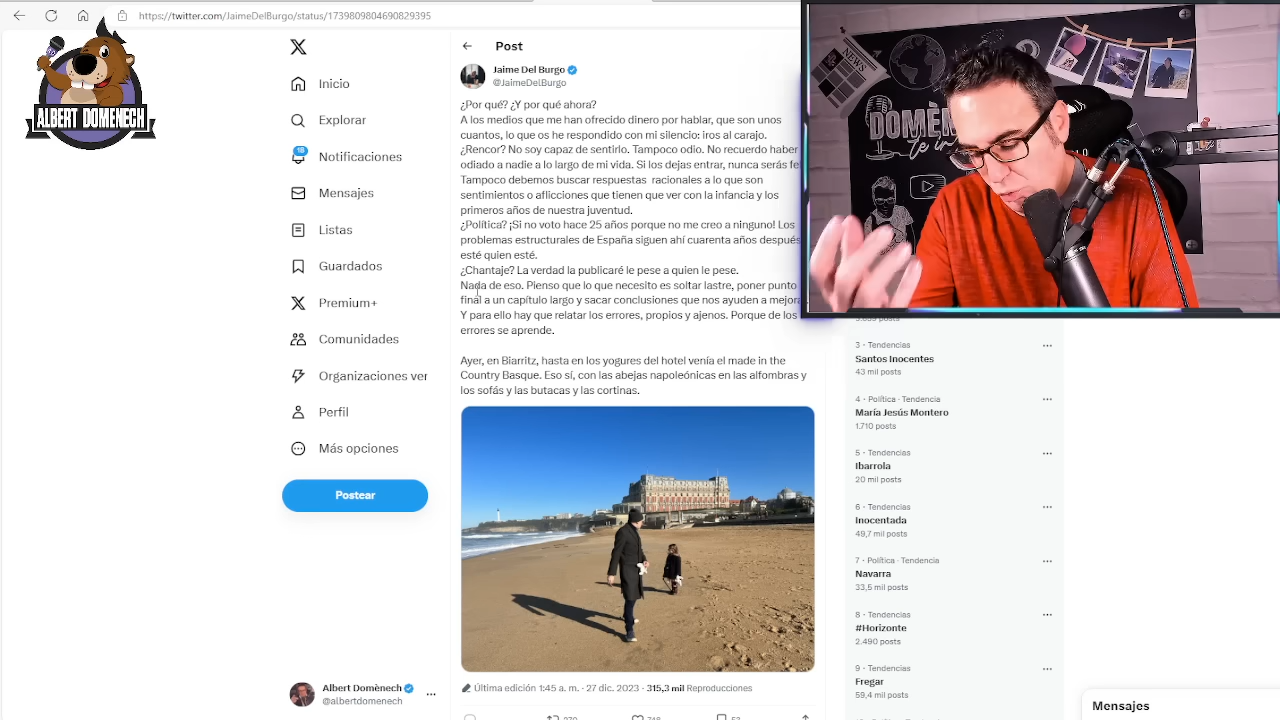 https://twitter.com/JaimeDelBurgo/status/1739809804690829395
ALBERT DOMÈNECH
Inicio
Explorar
18
Notificaciones
Mensajes
Listas
Guardados
Premium+
Comunidades
Organizaciones ver
Perfil
Más opciones
Postear
Albert Domènech
@albertdomenech
Post
Jaime Del Burgo
@JaimeDelBurgo
¿Por qué? ¿Y por qué ahora?
A los medios que me han ofrecido dinero por hablar, que son unos
cuantos, lo que os he respondido con mi silencio: iros al carajo.
¿Rencor? No soy capaz de sentirlo. Tampoco odio. No recuerdo haber
odiado a nadie a lo largo de mi vida. Si los dejas entrar, nunca serás fe
Tampoco debemos buscar respuestas racionales a lo que son
sentimientos o aflicciones que tienen que ver con la infancia y los
primeros años de nuestra juventud.
¿Política? ¡Si no voto hace 25 años porque no me creo a ninguno! Los
problemas estructurales de España siguen ahí cuarenta años después
esté quien esté.
¿Chantaje? La verdad la publicaré le pese a quien le pese.
Nada de eso. Pienso que lo que necesito es soltar lastre, poner punto
final a un capítulo largo y sacar conclusiones que nos ayuden a mejora
Y para ello hay que relatar los errores, propios y ajenos. Porque de los
errores se aprende.
Ayer, en Biarritz, hasta en los yogures del hotel venía el made in the
Country Basque. Eso sí, con las abejas napoleónicas en las alfombras y
los sofás y las butacas y las cortinas.
Última edición 1:45 a. m. · 27 dic. 2023 · 315,3 mil Reproducciones
270
748
53
NEWS
DOMÈN
te in
3 · Tendencias
Santos Inocentes
43 mil posts
4 · Política · Tendencia
María Jesús Montero
1.710 posts
5 · Tendencias
Ibarrola
20 mil posts
6 · Tendencias
Inocentada
49,7 mil posts
7 · Política · Tendencia
Navarra
33,5 mil posts
8 · Tendencias
#Horizonte
2.490 posts
9 · Tendencias
Fregar
59,4 mil posts
Mensajes